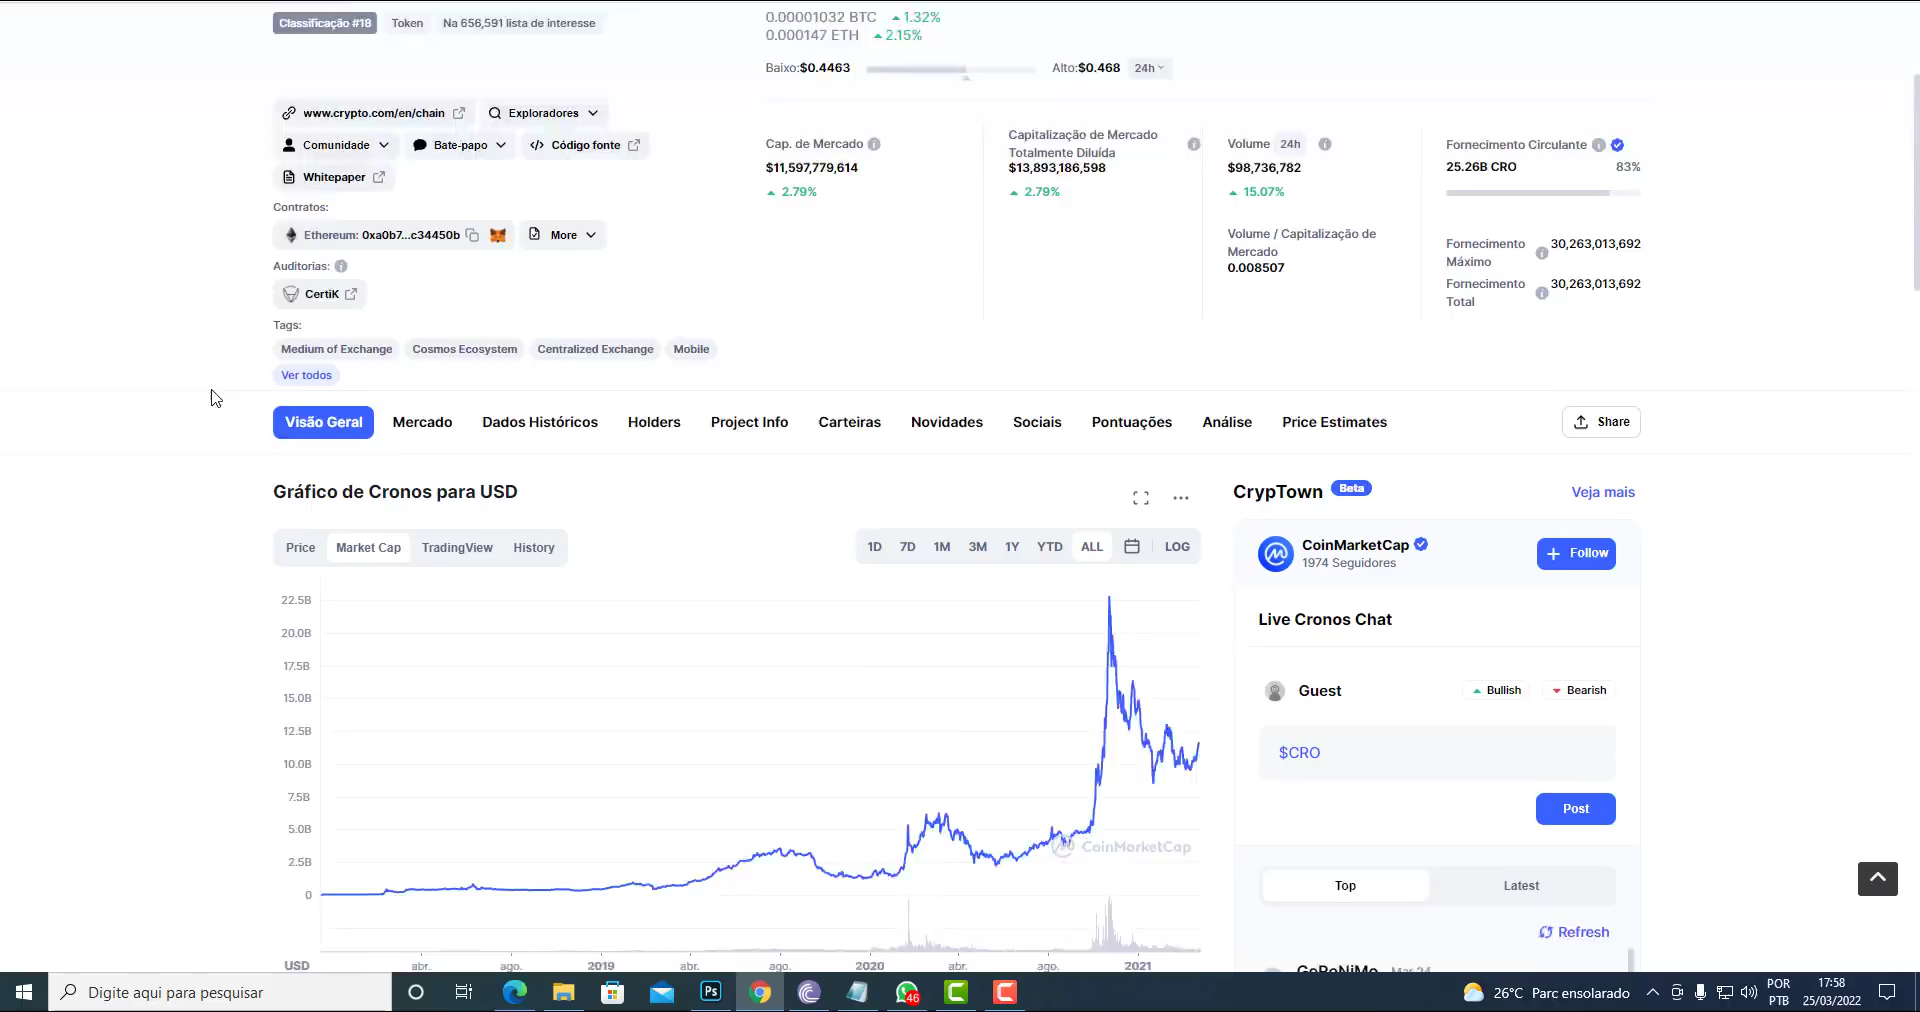 Classificação #18 Token Na 656,591 lista de interesse
0.00001032 BTC 1.32%
0.000147 ETH 2.15%
Baixo:$0.4463 Alto:$0.468 24h
www.crypto.com/en/chain Exploradores
Comunidade Bate-papo Código fonte
Whitepaper
Contratos:
Ethereum: 0xa0b7...c34450b More
Auditorias:
CertiK
Tags:
Medium of Exchange Cosmos Ecosystem Centralized Exchange Mobile
Ver todos
Cap. de Mercado
$11,597,779,614
2.79%
Capitalização de Mercado
Totalmente Diluída
$13,893,186,598
2.79%
Volume 24h
$98,736,782
15.07%
Volume / Capitalização de
Mercado
0.008507
Fornecimento Circulante
25.26B CRO 83%
Fornecimento
Máximo
30,263,013,692
Fornecimento
Total
30,263,013,692
Visão Geral Mercado Dados Históricos Holders Project Info Carteiras Novidades Sociais Pontuações Análise Price Estimates Share
Gráfico de Cronos para USD
Price Market Cap TradingView History
1D 7D 1M 3M 1Y YTD ALL LOG
22.5B
20.0B
17.5B
15.0B
12.5B
10.0B
7.5B
5.0B
2.5B
0
CoinMarketCap
USD abr. ago. 2019 abr. ago. 2020 abr. ago. 2021
CrypTown Beta Veja mais
CoinMarketCap
1974 Seguidores
Follow
Live Cronos Chat
Guest Bullish Bearish
$CRO
Post
Top Latest
Refresh
GoRoNiMo Mar 24
Digite aqui para pesquisar
Ps
46
26°C Parc ensolarado
POR
PTB
17:58
25/03/2022